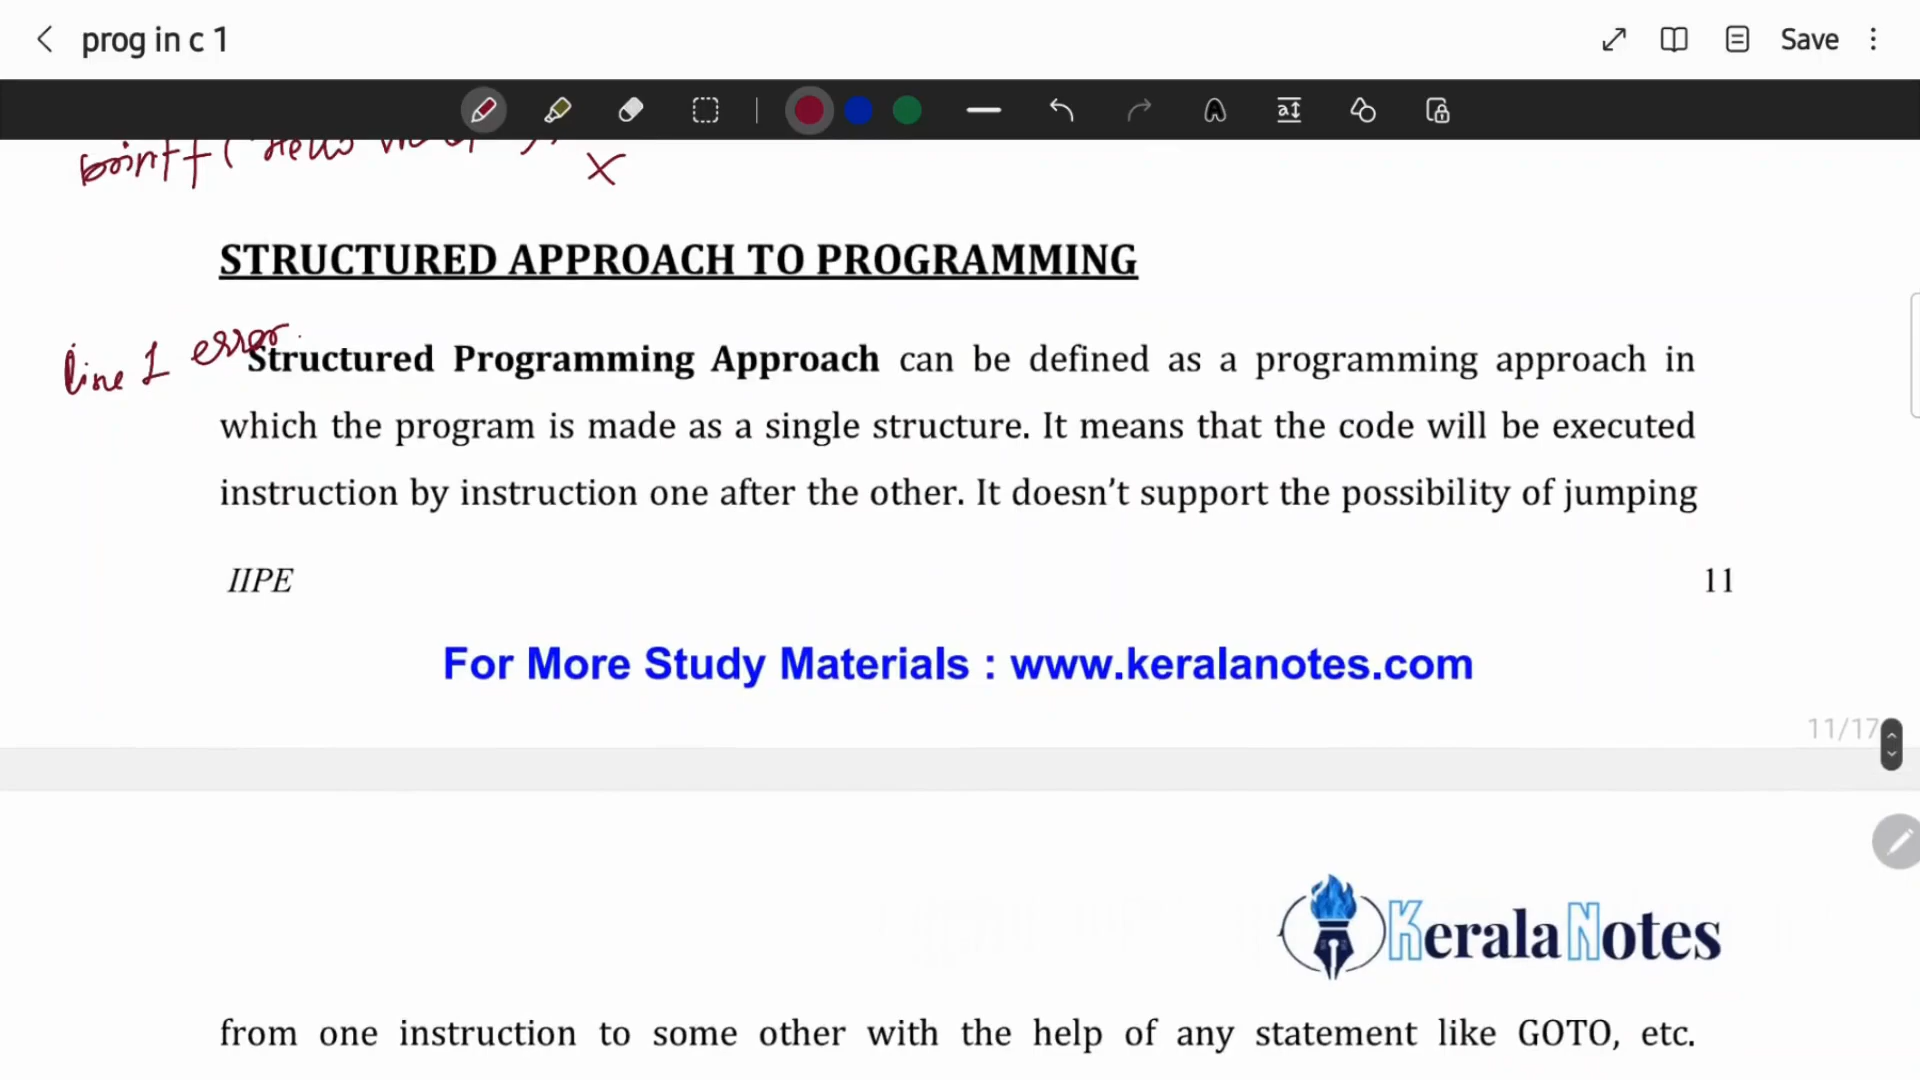 prog in c 1
Save
printf ( "Hello
X
STRUCTURED APPROACH TO PROGRAMMING
line 1 error
Structured Programming Approach can be defined as a programming approach in
which the program is made as a single structure. It means that the code will be executed
instruction by instruction one after the other. It doesn't support the possibility of jumping
IIPE
11
For More Study Materials : www.keralanotes.com
11/17
KeralaNotes
from one instruction to some other with the help of any statement like GOTO, etc.